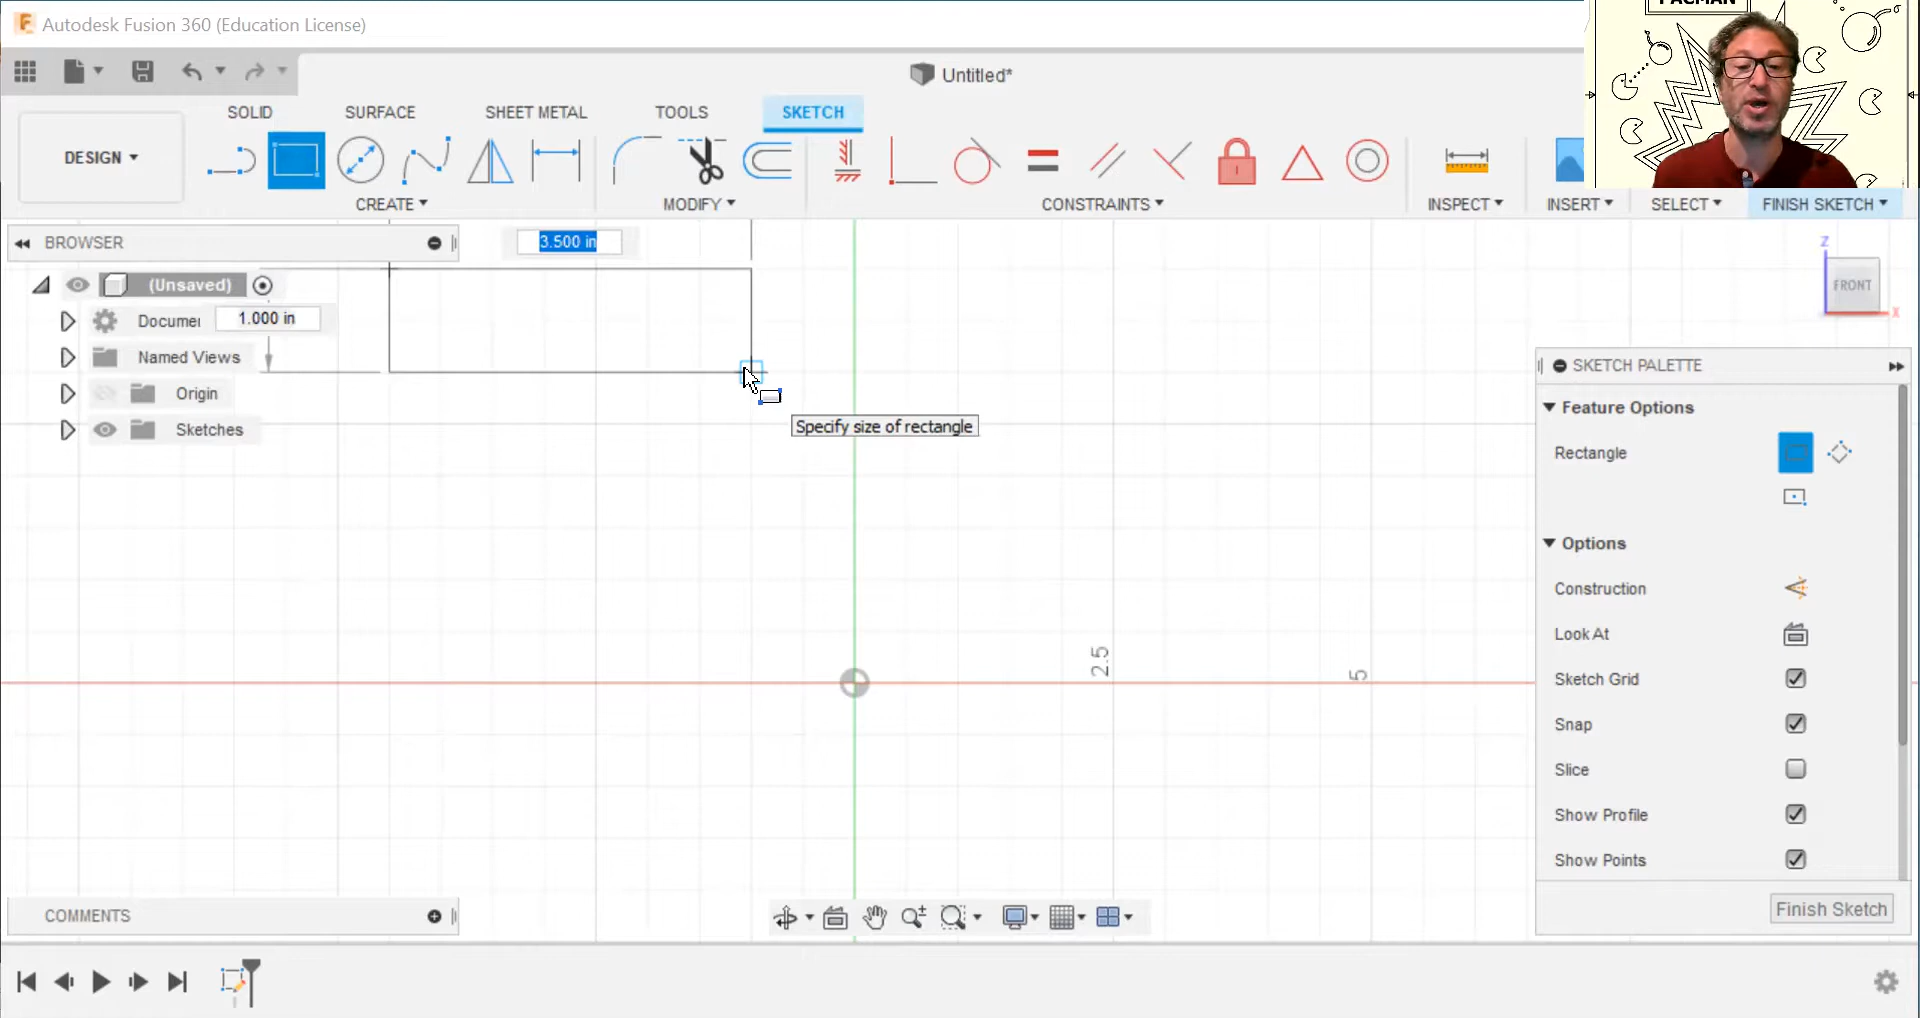 Autodesk Fusion 360 (Education License)
PACMAN
Untitled*
SOLID
SURFACE
SHEET METAL
TOOLS
SKETCH
DESIGN
CREATE
MODIFY
CONSTRAINTS
INSPECT
INSERT
SELECT
FINISH SKETCH
BROWSER
3.500 in
(Unsaved)
Documer
1.000 in
Named Views
Origin
Sketches
Specify size of rectangle
Z
FRONT
X
SKETCH PALETTE
Feature Options
Rectangle
Options
Construction
Look At
Sketch Grid
Snap
Slice
Show Profile
Show Points
Finish Sketch
2.5
5
COMMENTS